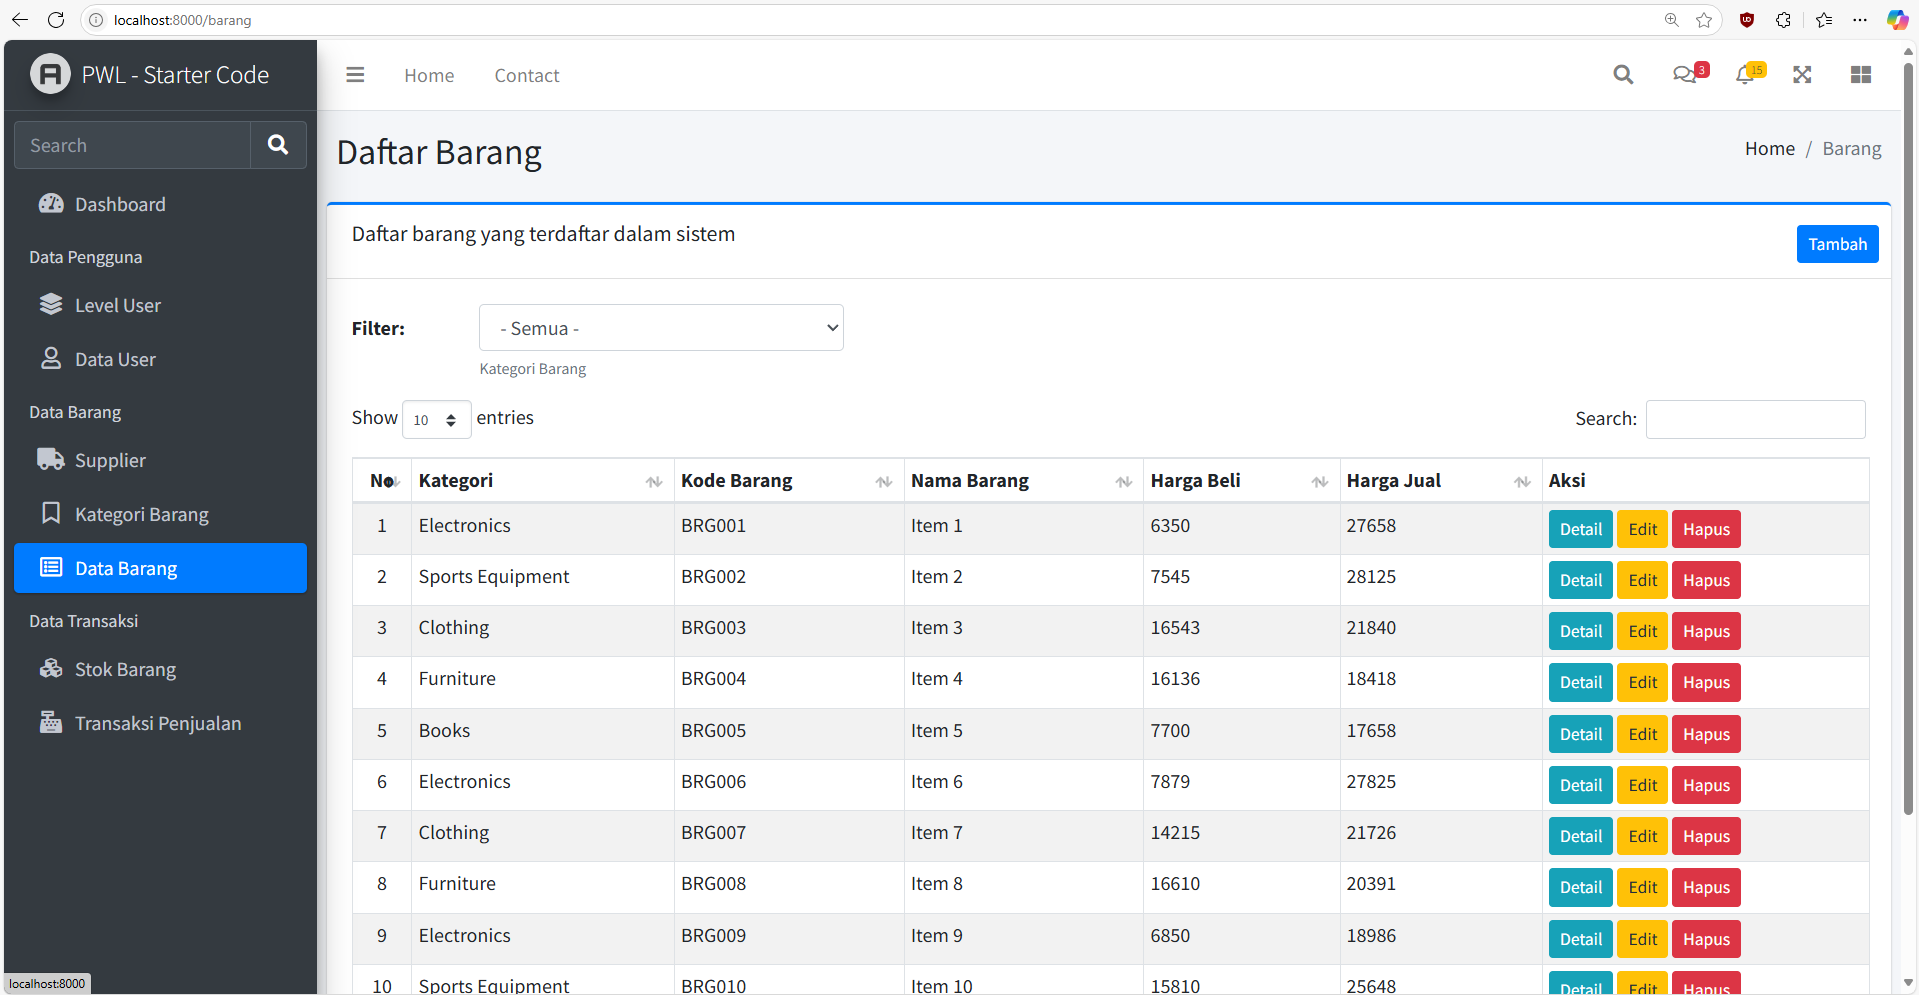 localhost:8000/barang
PWL - Starter Code
Home
Contact
3
15
Search
Dashboard
Data Pengguna
Level User
Data User
Data Barang
Supplier
Kategori Barang
Data Barang
Data Transaksi
Stok Barang
Transaksi Penjualan
Daftar Barang
Home / Barang
Daftar barang yang terdaftar dalam sistem
Tambah
Filter:
- Semua -
Kategori Barang
Show 10 entries
Search:
No Kategori Kode Barang Nama Barang Harga Beli Harga Jual Aksi
1 Electronics BRG001 Item 1 6350 27658 Detail Edit Hapus
2 Sports Equipment BRG002 Item 2 7545 28125 Detail Edit Hapus
3 Clothing BRG003 Item 3 16543 21840 Detail Edit Hapus
4 Furniture BRG004 Item 4 16136 18418 Detail Edit Hapus
5 Books BRG005 Item 5 7700 17658 Detail Edit Hapus
6 Electronics BRG006 Item 6 7879 27825 Detail Edit Hapus
7 Clothing BRG007 Item 7 14215 21726 Detail Edit Hapus
8 Furniture BRG008 Item 8 16610 20391 Detail Edit Hapus
9 Electronics BRG009 Item 9 6850 18986 Detail Edit Hapus
10 Sports Equipment BRG010 Item 10 15810 25648 Detail Edit Hapus
localhost:8000